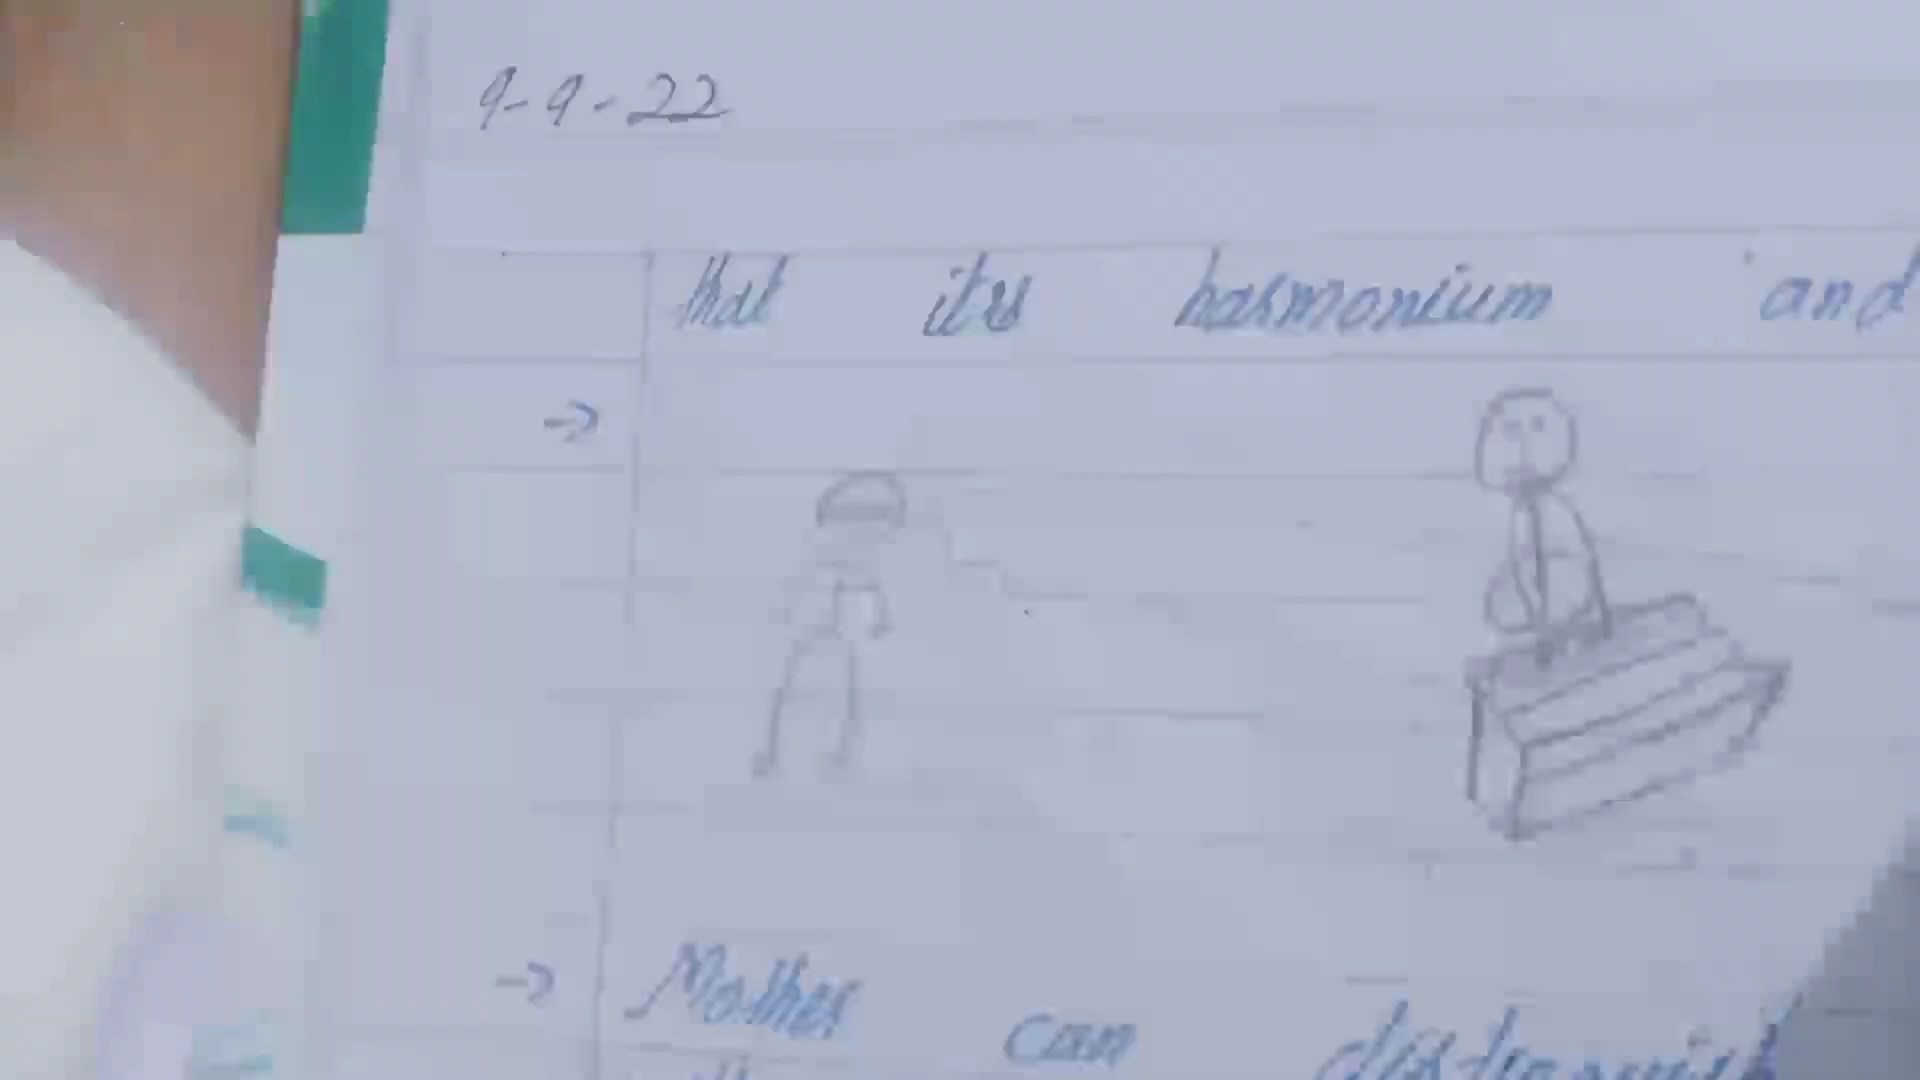 9-9-22
that its harmonium and
→
→ Mother can